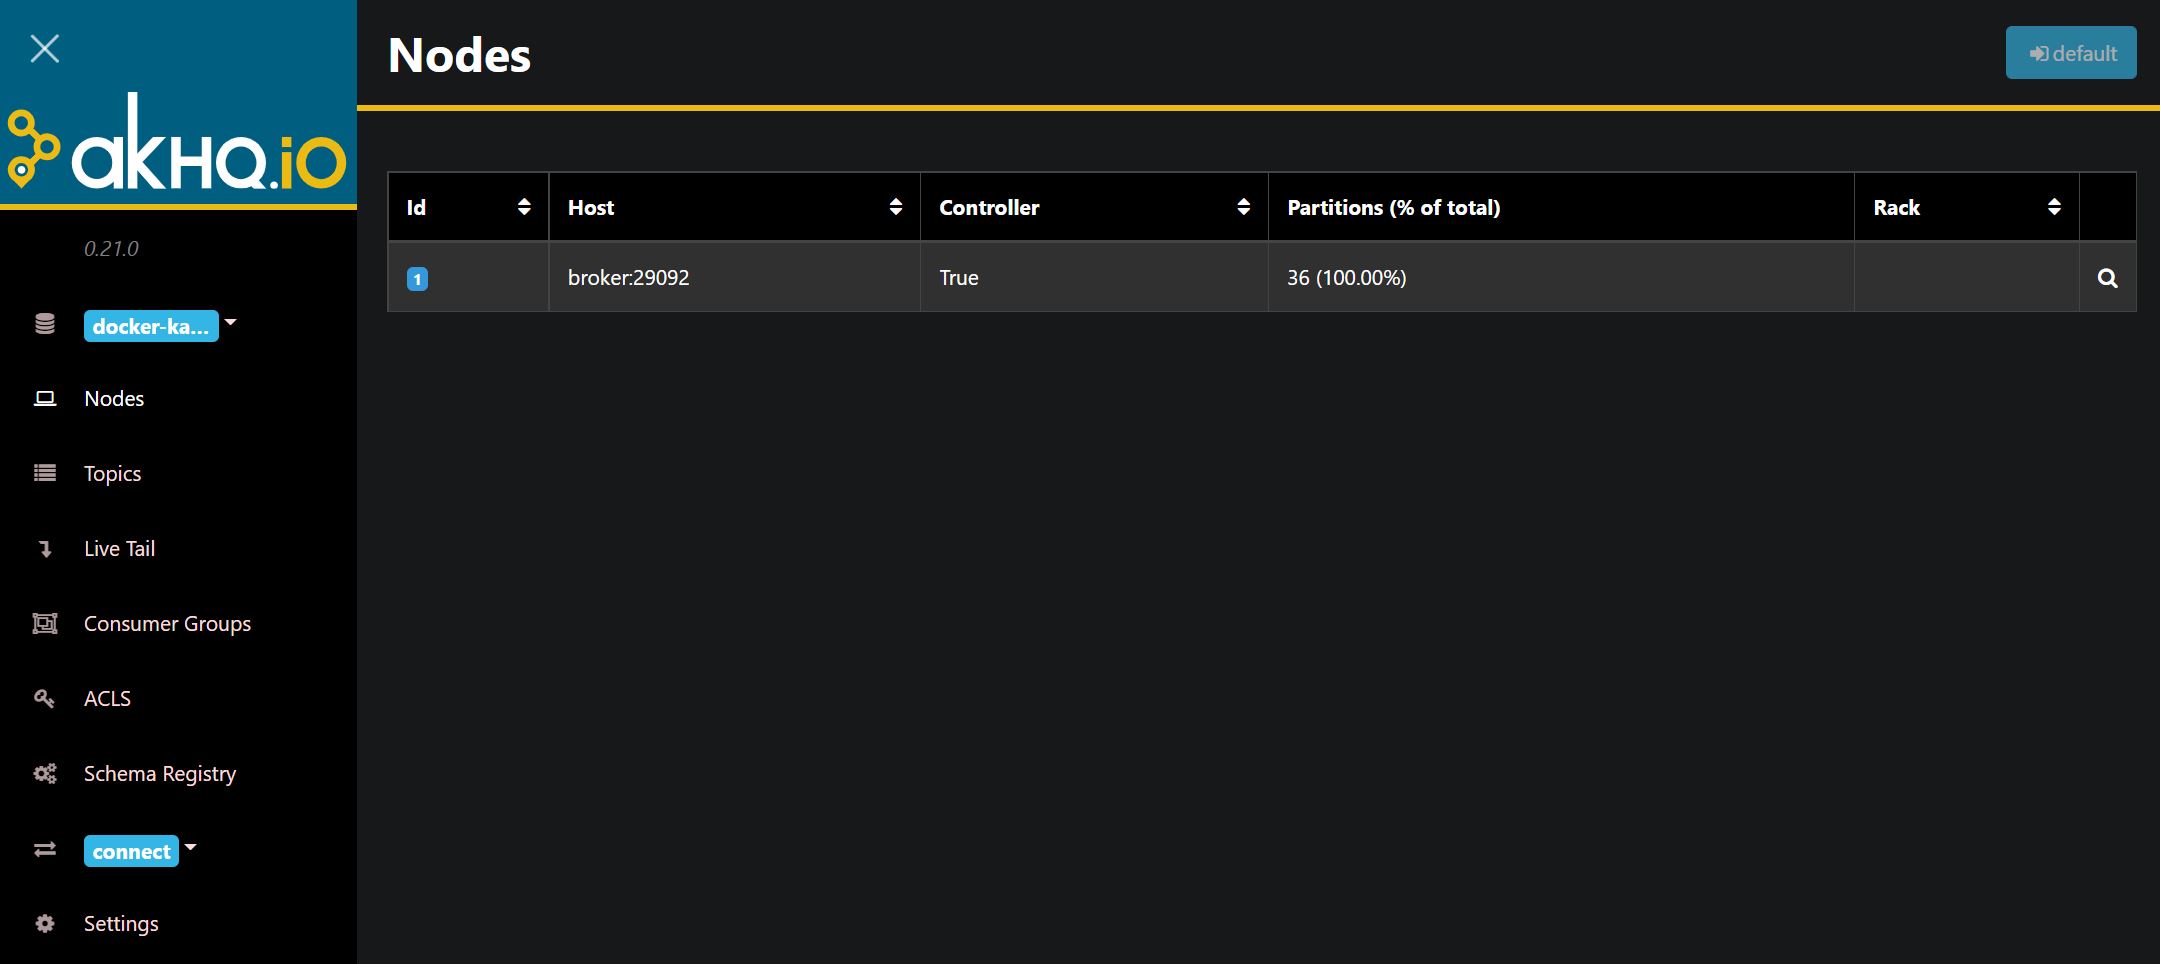 akHQ.io
0.21.0
docker-ka...
Nodes
Topics
Live Tail
Consumer Groups
ACLS
Schema Registry
connect
Settings
Nodes
default
Id Host Controller Partitions (% of total) Rack
1 broker:29092 True 36 (100.00%)